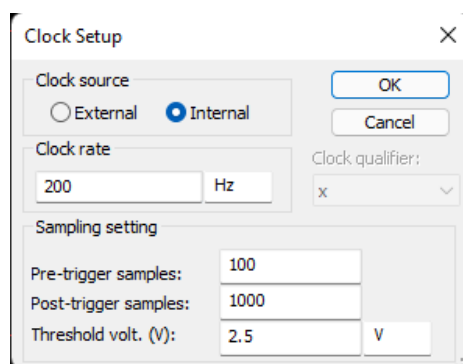 Clock Setup
Clock source
External Internal
OK
Cancel
Clock rate
200 Hz
Clock qualifier:
x
Sampling setting
Pre-trigger samples: 100
Post-trigger samples: 1000
Threshold volt. (V): 2.5 V